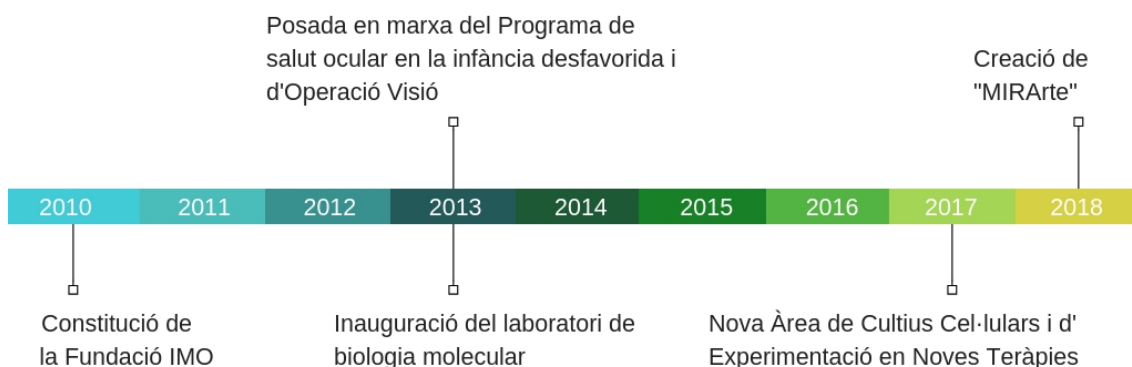 Posada en marxa del Programa de
salut ocular en la infància desfavorida i
d'Operació Visió
Creació de
"MIRArte"
2010 2011 2012 2013 2014 2015 2016 2017 2018
Constitució de
la Fundació IMO
Inauguració del laboratori de
biologia molecular
Nova Àrea de Cultius Cel·lulars i d'
Experimentació en Noves Teràpies